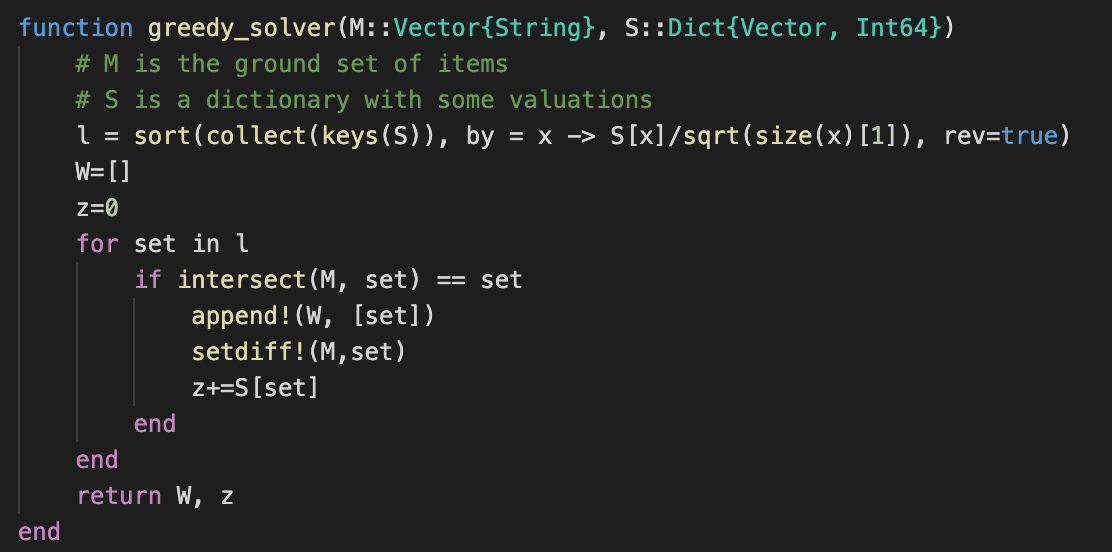 function greedy_solver(M::Vector{String}, S::Dict{Vector, Int64})
    # M is the ground set of items
    # S is a dictionary with some valuations
    l = sort(collect(keys(S)), by = x -> S[x]/sqrt(size(x)[1]), rev=true)
    W=[]
    z=0
    for set in l
        if intersect(M, set) == set
            append!(W, [set])
            setdiff!(M,set)
            z+=S[set]
        end
    end
    return W, z
end